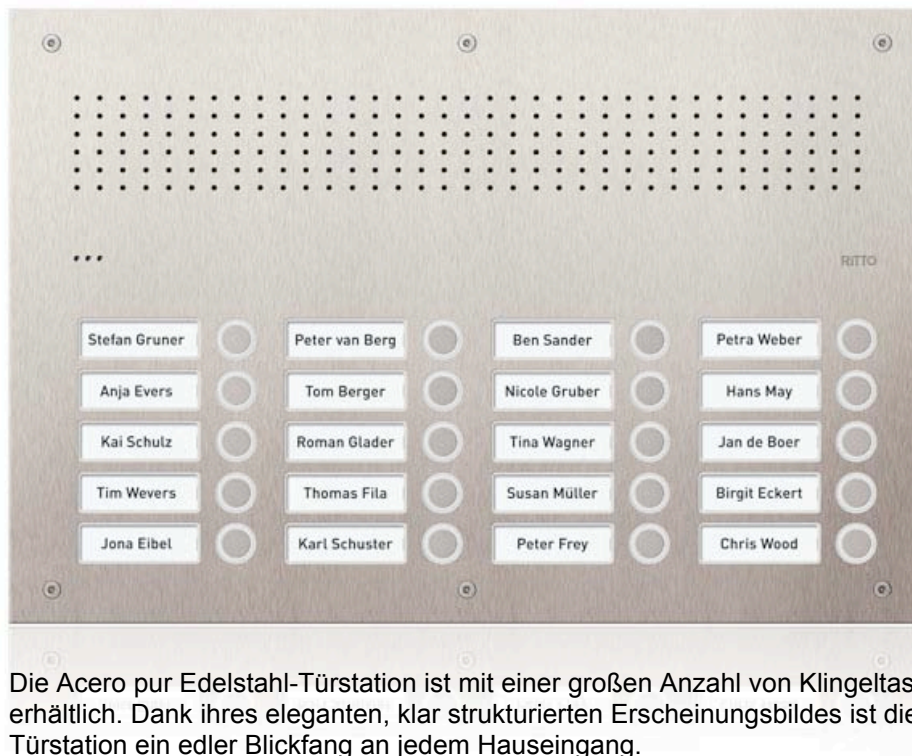 RITTO
Stefan Gruner Peter van Berg Ben Sander Petra Weber
Anja Evers Tom Berger Nicole Gruber Hans May
Kai Schulz Roman Glader Tina Wagner Jan de Boer
Tim Wevers Thomas Fila Susan Müller Birgit Eckert
Jona Eibel Karl Schuster Peter Frey Chris Wood
Die Acero pur Edelstahl-Türstation ist mit einer großen Anzahl von Klingeltas
erhältlich. Dank ihres eleganten, klar strukturierten Erscheinungsbildes ist die
Türstation ein edler Blickfang an jedem Hauseingang.